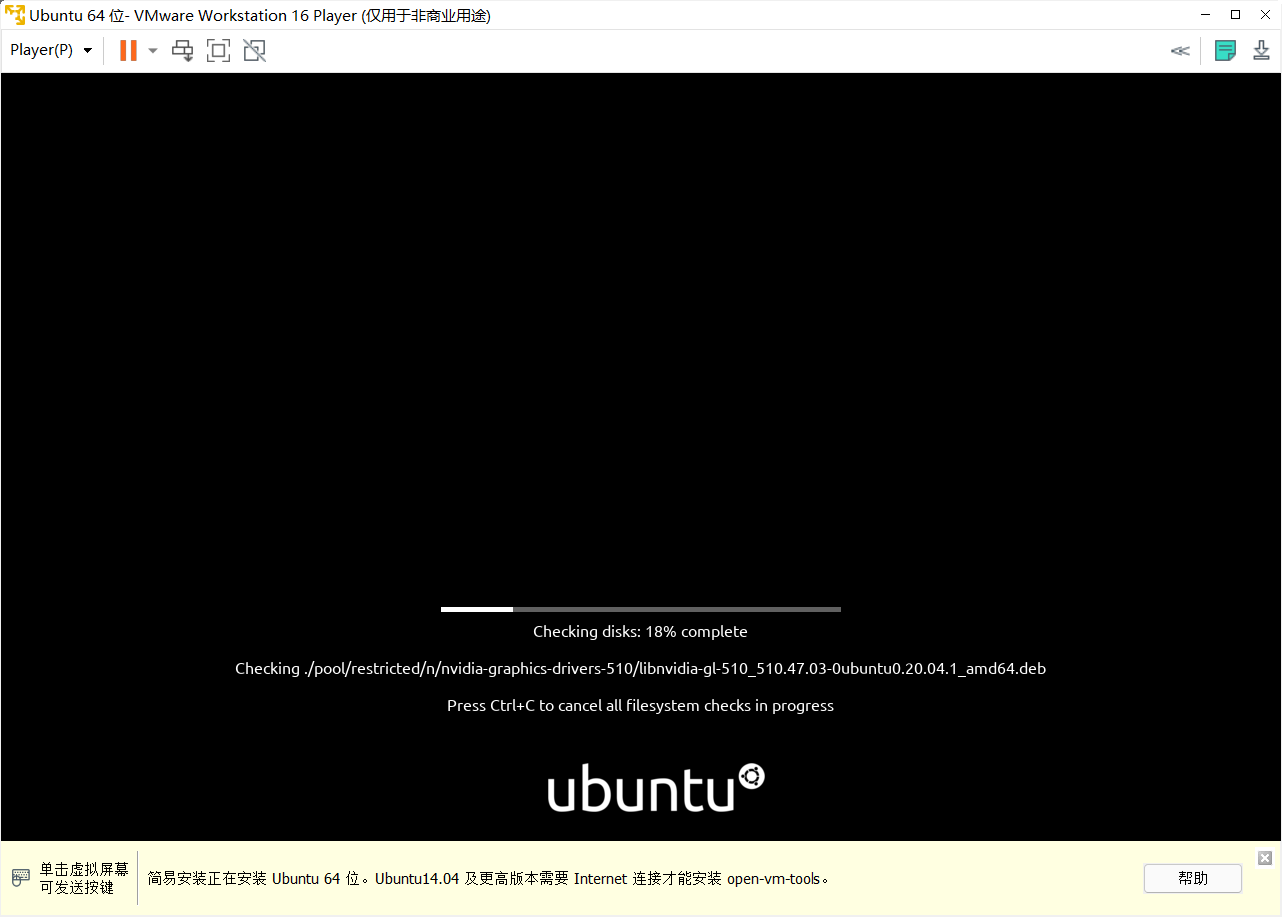 Ubuntu 64 位- VMware Workstation 16 Player (仅用于非商业用途)
Player(P)
Checking disks: 18% complete
Checking ./pool/restricted/n/nvidia-graphics-drivers-510/libnvidia-gl-510_510.47.03-0ubuntu0.20.04.1_amd64.deb
Press Ctrl+C to cancel all filesystem checks in progress
ubuntu
单击虚拟屏幕
可发送按键
简易安装正在安装 Ubuntu 64 位。Ubuntu14.04 及更高版本需要 Internet 连接才能安装 open-vm-tools。
帮助